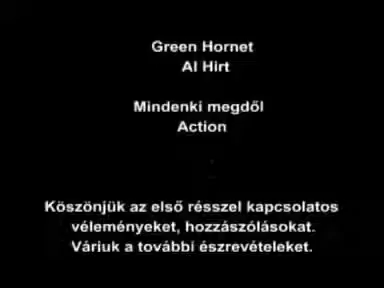 Green Hornet
Al Hirt
Mindenki megdől
Action
Köszönjük az első résszel kapcsolatos
véleményeket, hozzászólásokat.
Várjuk a további észrevételeket.